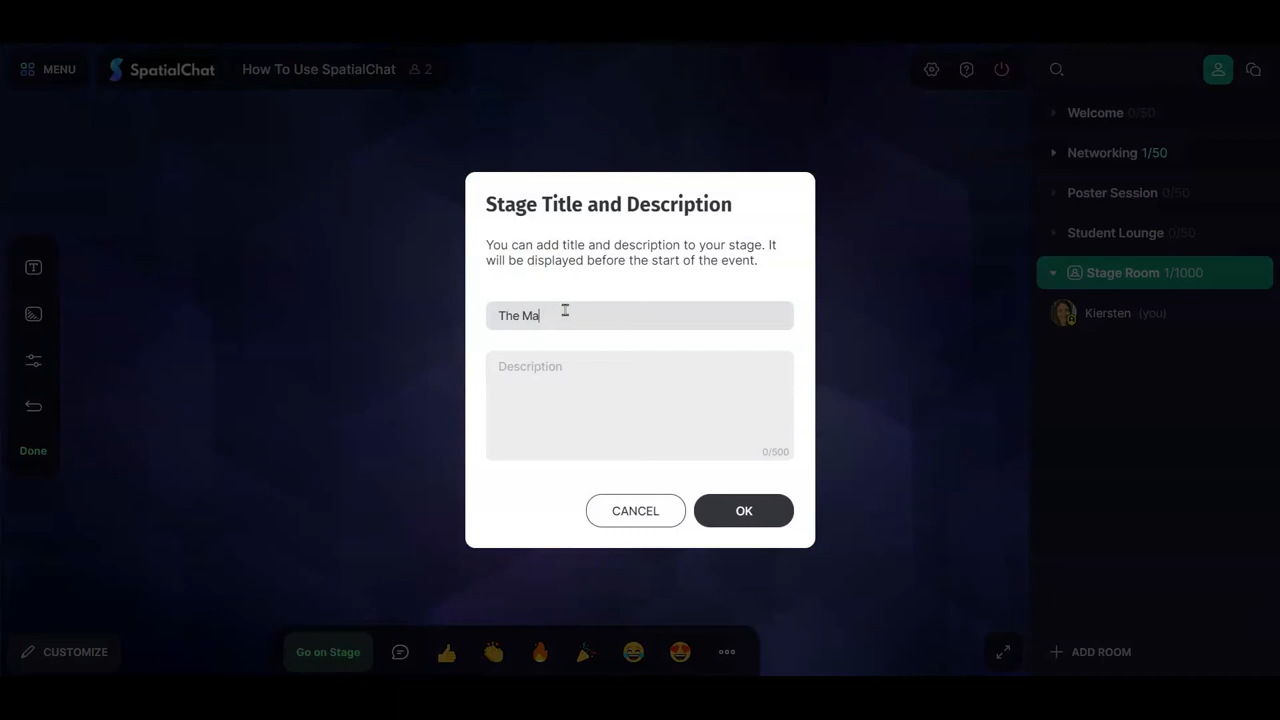 MENU
SpatialChat
How To Use SpatialChat 2
Welcome 0/50
Networking 1/50
Poster Session 0/50
Student Lounge 0/50
Stage Room 1/1000
Kiersten (you)
Stage Title and Description
You can add title and description to your stage. It
will be displayed before the start of the event.
The Ma
Description
0/500
CANCEL
OK
T
Done
CUSTOMIZE
Go on Stage
ADD ROOM